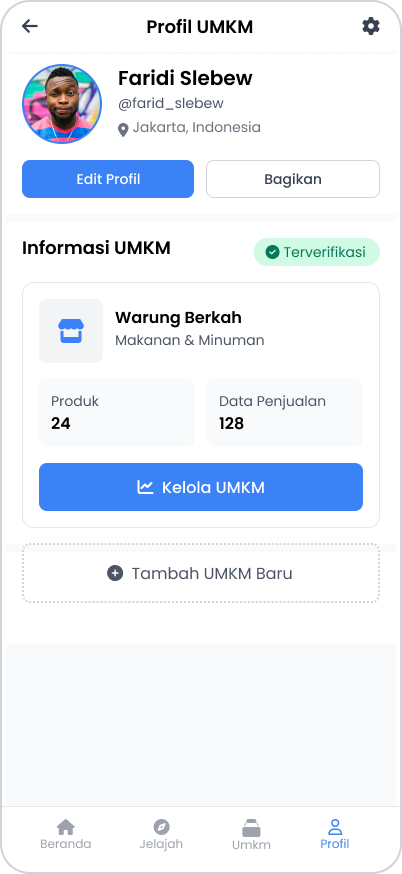 Profil UMKM
Faridi Slebew
@farid_slebew
Jakarta, Indonesia
Edit Profil
Bagikan
Informasi UMKM
Terverifikasi
Warung Berkah
Makanan & Minuman
Produk
24
Data Penjualan
128
Kelola UMKM
Tambah UMKM Baru
Beranda
Jelajah
Umkm
Profil